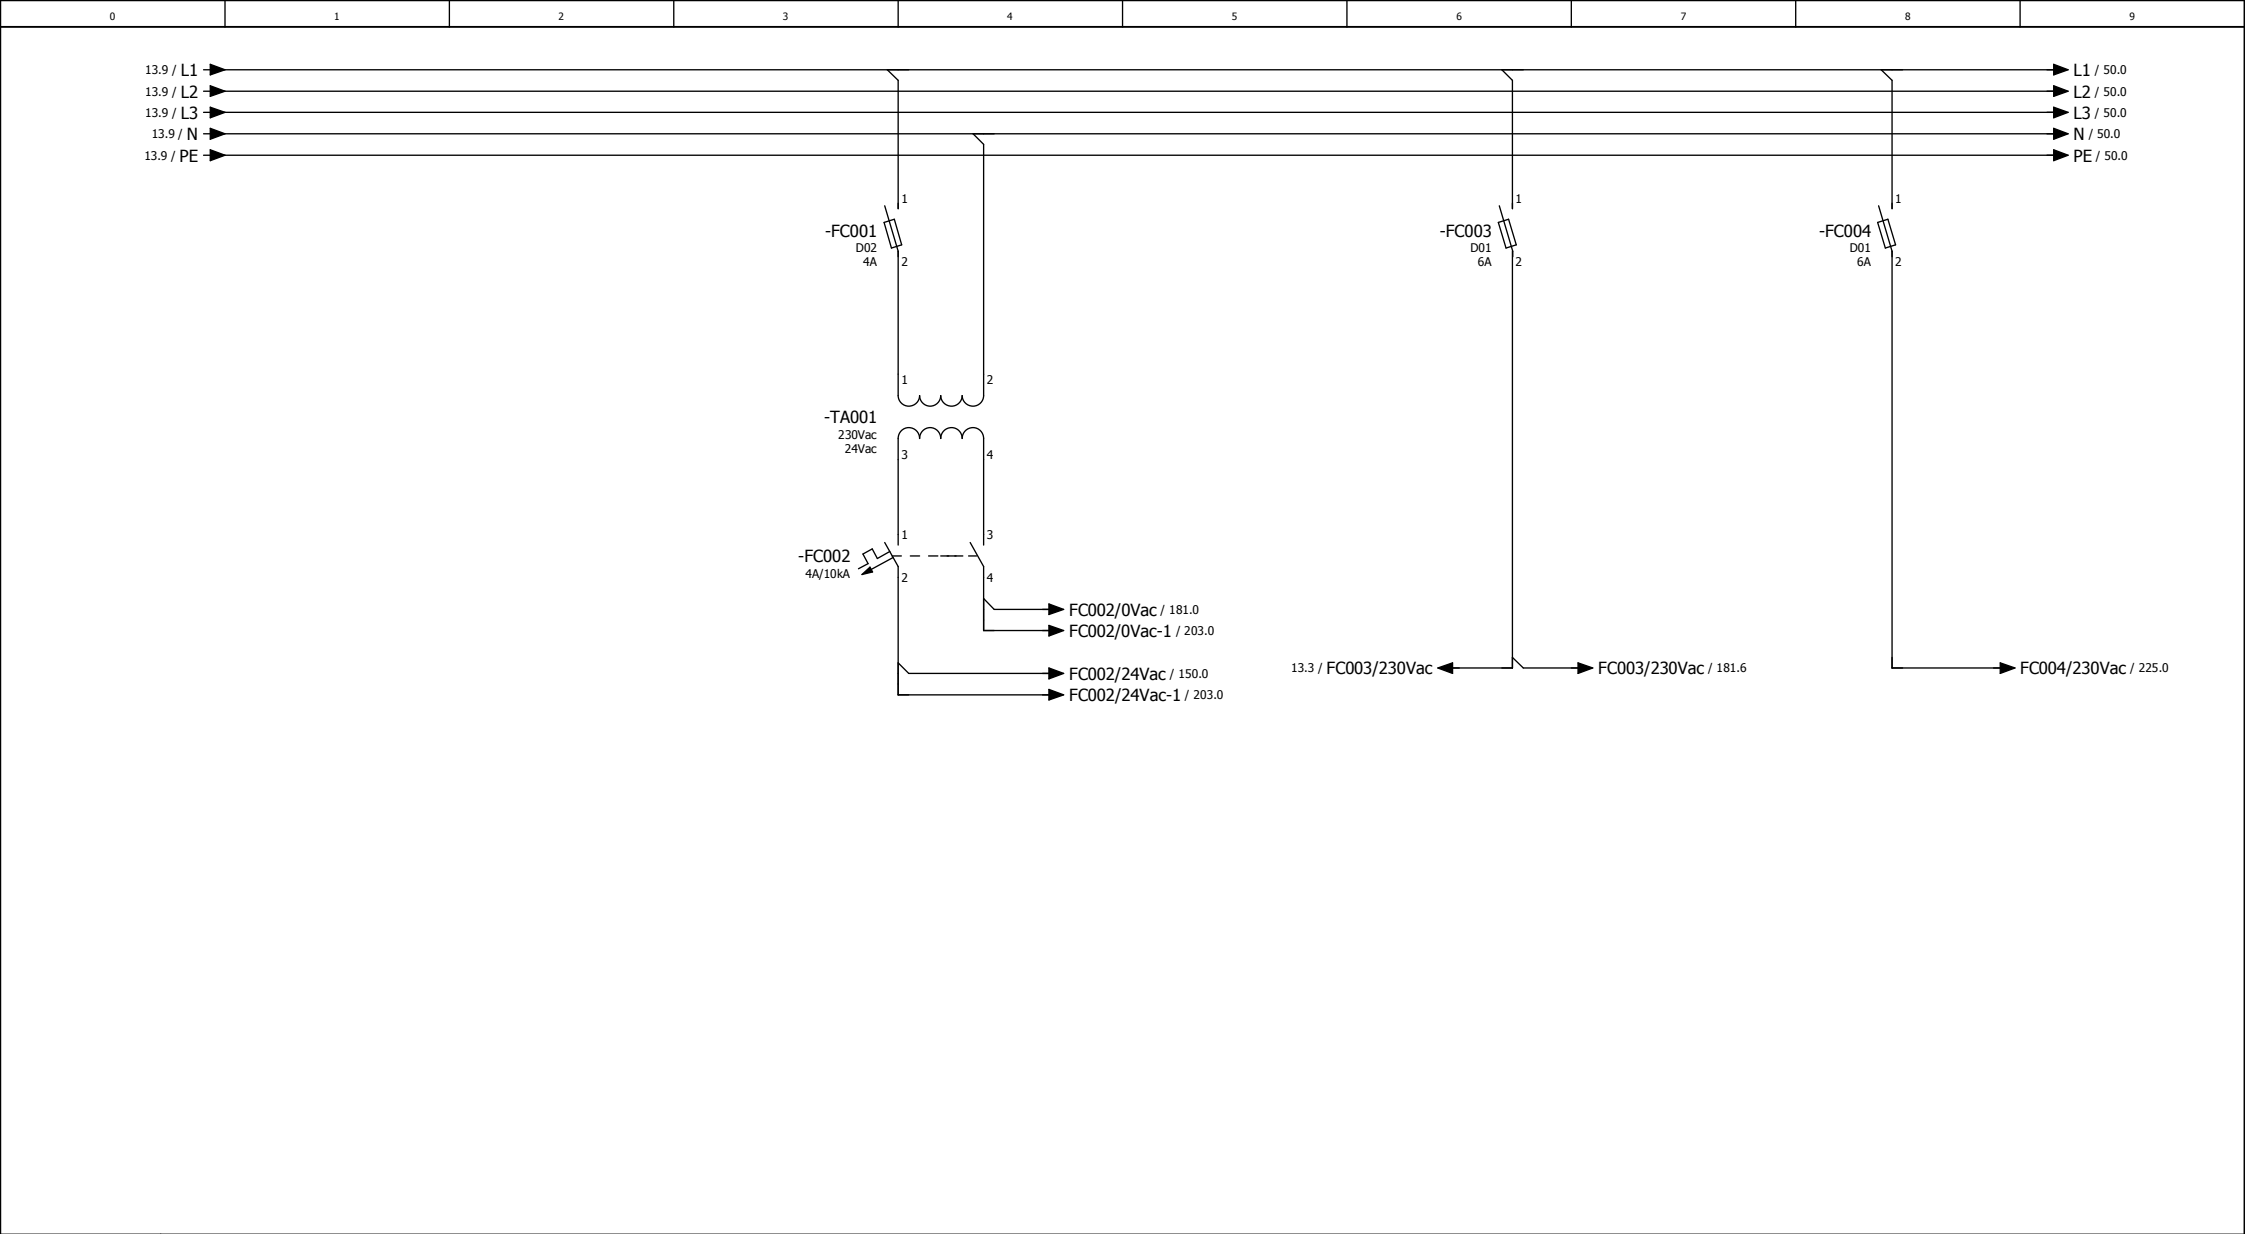 0 1 2 3 4 5 6 7 8 9
13.9 / L1
L1 / 50.0
13.9 / L2
L2 / 50.0
13.9 / L3
L3 / 50.0
13.9 / N
N / 50.0
13.9 / PE
PE / 50.0
1
-FC001
D02
4A
2
1
-FC003
D01
6A
2
1
-FC004
D01
6A
2
1 2
-TA001
230Vac
24Vac
3 4
1 3
-FC002
4A/10kA
2 4
FC002/0Vac / 181.0
FC002/0Vac-1 / 203.0
FC002/24Vac / 150.0
FC002/24Vac-1 / 203.0
13.3 / FC003/230Vac
FC003/230Vac / 181.6
FC004/230Vac / 225.0